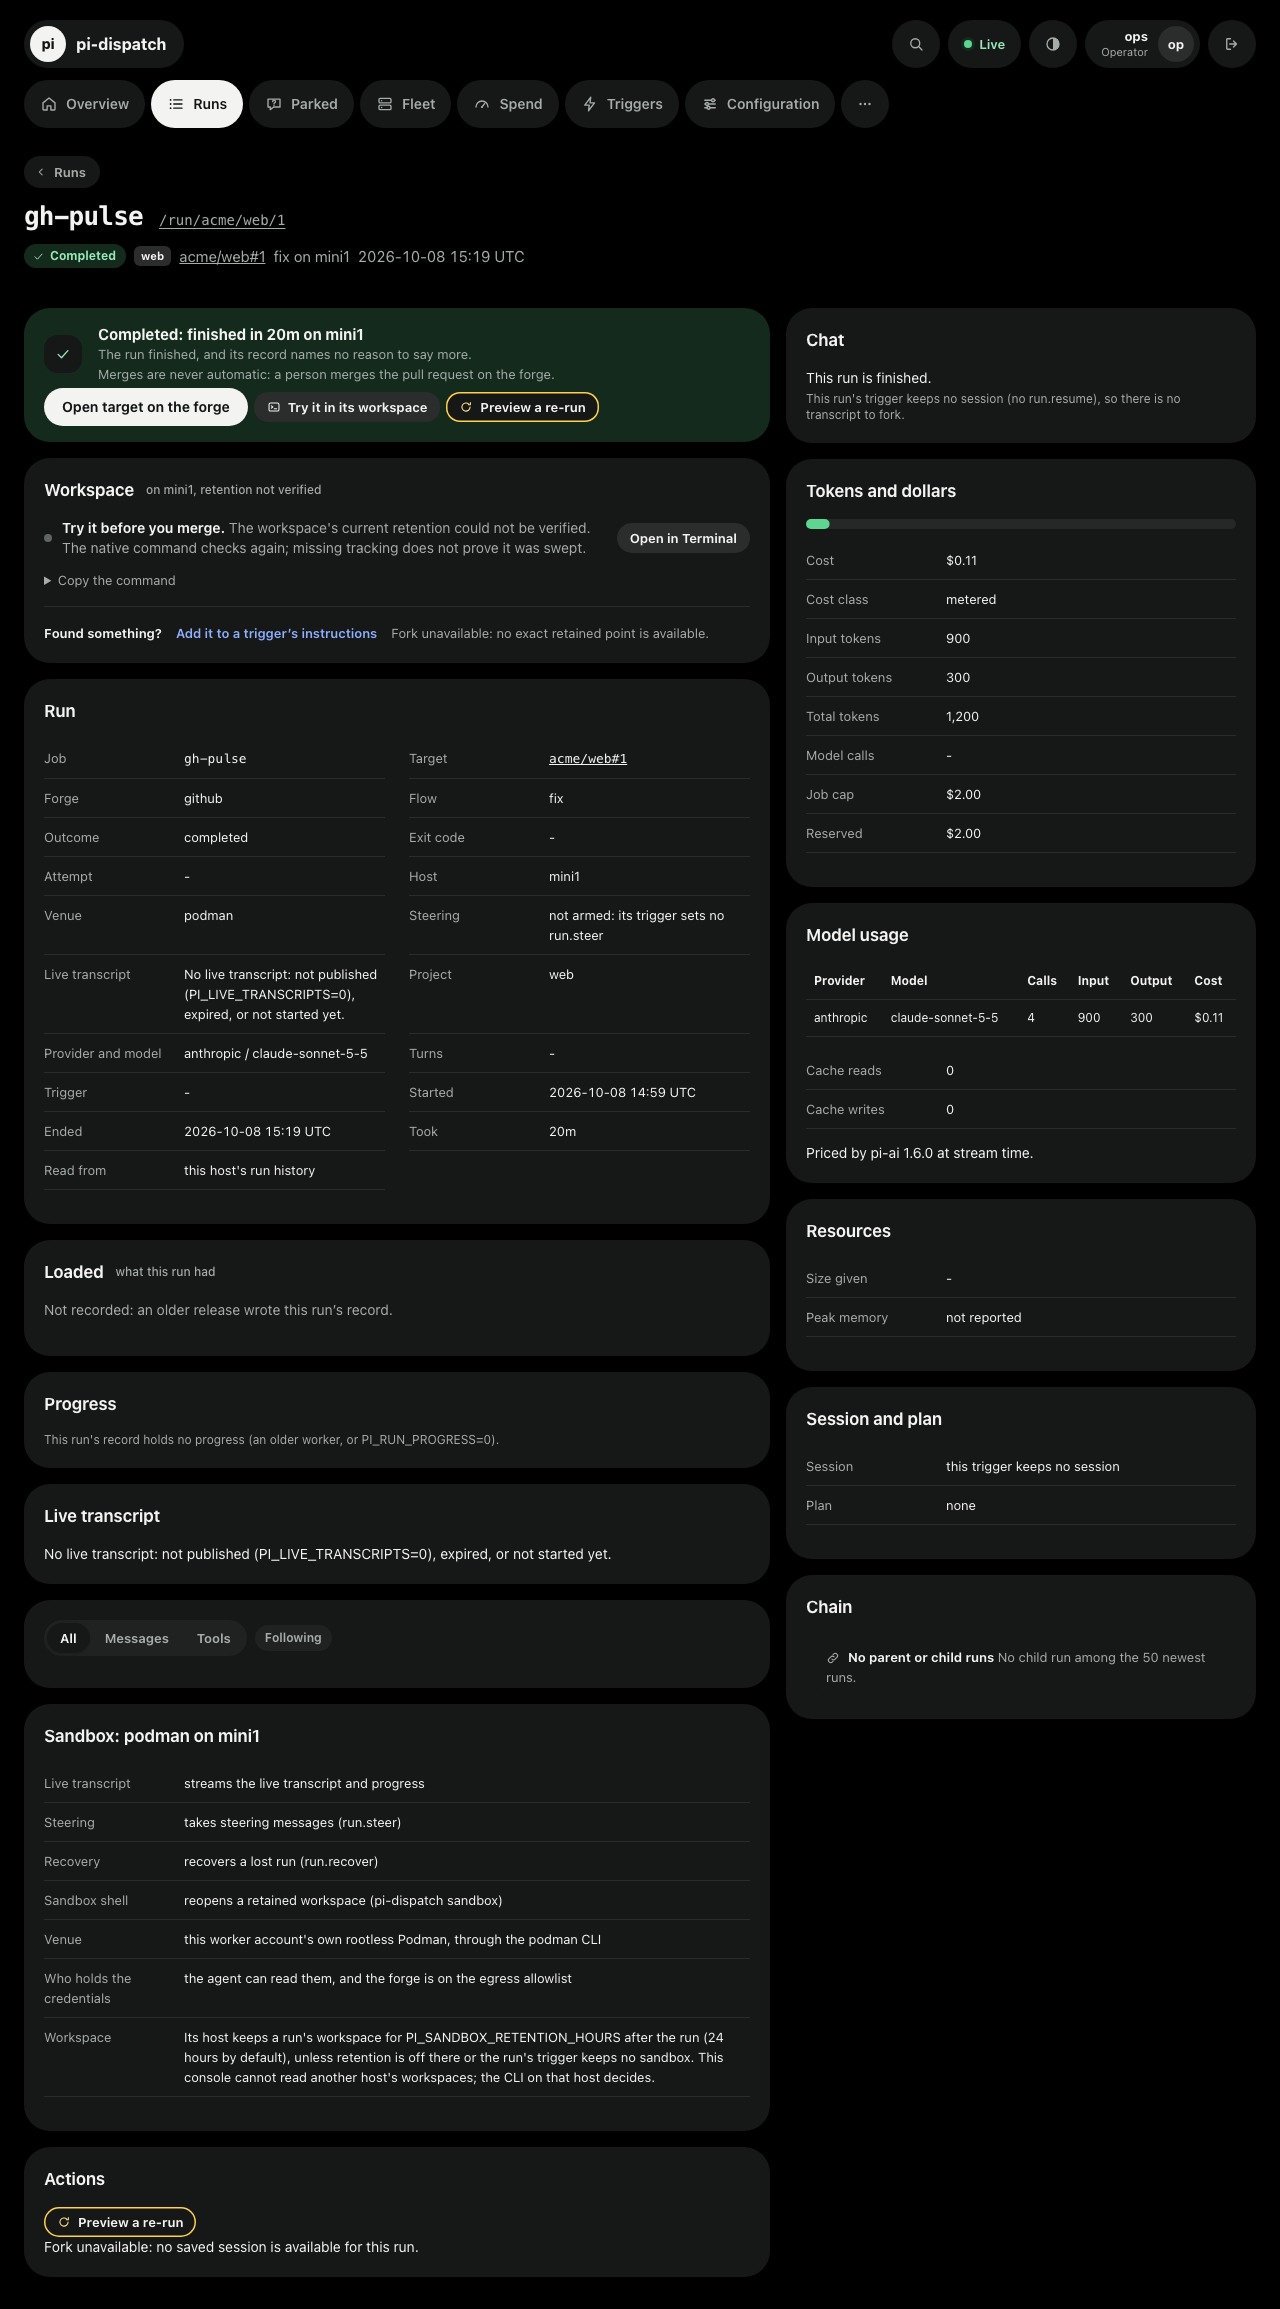 pi pi-dispatch
Live
ops
Operator
op
Overview
Runs
Parked
Fleet
Spend
Triggers
Configuration
Runs
gh-pulse /run/acme/web/1
Completed web acme/web#1 fix on mini1 2026-10-08 15:19 UTC
Completed: finished in 20m on mini1
The run finished, and its record names no reason to say more.
Merges are never automatic: a person merges the pull request on the forge.
Open target on the forge
Try it in its workspace
Preview a re-run
Workspace on mini1, retention not verified
Try it before you merge. The workspace's current retention could not be verified.
The native command checks again; missing tracking does not prove it was swept.
Open in Terminal
Copy the command
Found something? Add it to a trigger's instructions Fork unavailable: no exact retained point is available.
Run
Job gh-pulse Target acme/web#1
Forge github Flow fix
Outcome completed Exit code -
Attempt - Host mini1
Venue podman Steering not armed: its trigger sets no
run.steer
Live transcript No live transcript: not published Project web
(PI_LIVE_TRANSCRIPTS=0),
expired, or not started yet.
Provider and model anthropic / claude-sonnet-5-5 Turns -
Trigger - Started 2026-10-08 14:59 UTC
Ended 2026-10-08 15:19 UTC Took 20m
Read from this host's run history
Loaded what this run had
Not recorded: an older release wrote this run's record.
Progress
This run's record holds no progress (an older worker, or PI_RUN_PROGRESS=0).
Live transcript
No live transcript: not published (PI_LIVE_TRANSCRIPTS=0), expired, or not started yet.
All Messages Tools Following
Sandbox: podman on mini1
Live transcript streams the live transcript and progress
Steering takes steering messages (run.steer)
Recovery recovers a lost run (run.recover)
Sandbox shell reopens a retained workspace (pi-dispatch sandbox)
Venue this worker account's own rootless Podman, through the podman CLI
Who holds the the agent can read them, and the forge is on the egress allowlist
credentials
Workspace Its host keeps a run's workspace for PI_SANDBOX_RETENTION_HOURS after the run (24
hours by default), unless retention is off there or the run's trigger keeps no sandbox. This
console cannot read another host's workspaces; the CLI on that host decides.
Actions
Preview a re-run
Fork unavailable: no saved session is available for this run.
Chat
This run is finished.
This run's trigger keeps no session (no run.resume), so there is no
transcript to fork.
Tokens and dollars
Cost $0.11
Cost class metered
Input tokens 900
Output tokens 300
Total tokens 1,200
Model calls -
Job cap $2.00
Reserved $2.00
Model usage
Provider Model Calls Input Output Cost
anthropic claude-sonnet-5-5 4 900 300 $0.11
Cache reads 0
Cache writes 0
Priced by pi-ai 1.6.0 at stream time.
Resources
Size given -
Peak memory not reported
Session and plan
Session this trigger keeps no session
Plan none
Chain
No parent or child runs No child run among the 50 newest
runs.